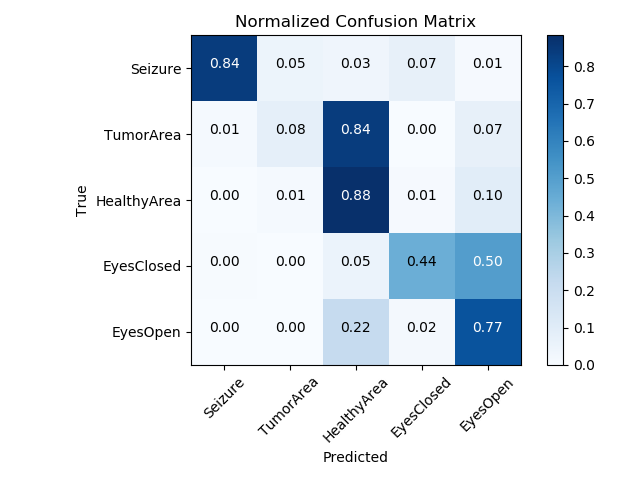 Normalized Confusion Matrix
Seizure 0.84 0.05 0.03 0.07 0.01
TumorArea 0.01 0.08 0.84 0.00 0.07
HealthyArea 0.00 0.01 0.88 0.01 0.10
EyesClosed 0.00 0.00 0.05 0.44 0.50
EyesOpen 0.00 0.00 0.22 0.02 0.77
True
Seizure TumorArea HealthyArea EyesClosed EyesOpen
Predicted
0.8
0.7
0.6
0.5
0.4
0.3
0.2
0.1
0.0